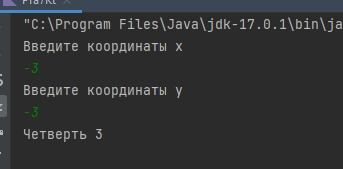 "C:\Program Files\Java\jdk-17.0.1\bin\ja
Введите координаты x
-3
Введите координаты y
-3
Четверть 3